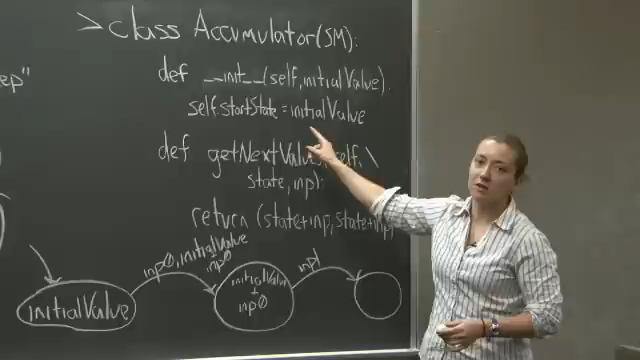 ep"
> class Accumulator(SM):
def __init__(self, initialValue).
self.startState = initialValue
def getNextValu self, \
state, inp)
return (state+inp, state+inp)
inp0, initialValue
+
inp0
inp1
initialValue
initialValue
+
inp0